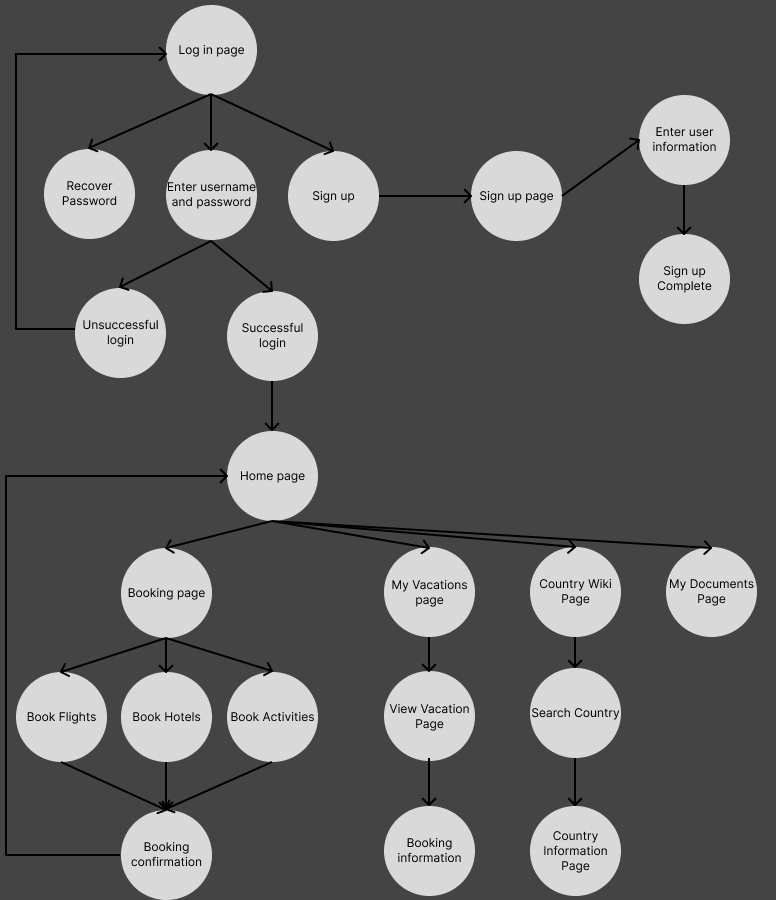 Log in page
Enter user
information
Recover
Password
Enter username
and password
Sign up
Sign up page
Sign up
Complete
Unsuccessful
login
Successful
login
Home page
Booking page
My Vacations
page
Country Wiki
Page
My Documents
Page
Book Flights
Book Hotels
Book Activities
View Vacation
Page
Search Country
Booking
confirmation
Booking
information
Country
Information
Page